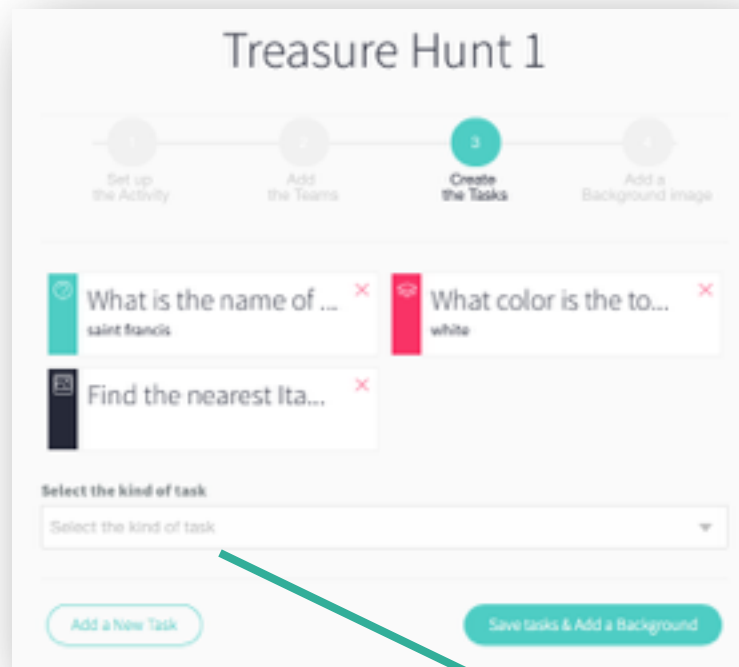 Treasure Hunt 1
1
2
3
4
Set up
the Activity
Add
the Teams
Create
the Tasks
Add a
Background image
What is the name of ...
saint francis
What color is the to...
white
Find the nearest Ita...
Select the kind of task
Select the kind of task
Add a New Task
Save tasks & Add a Background